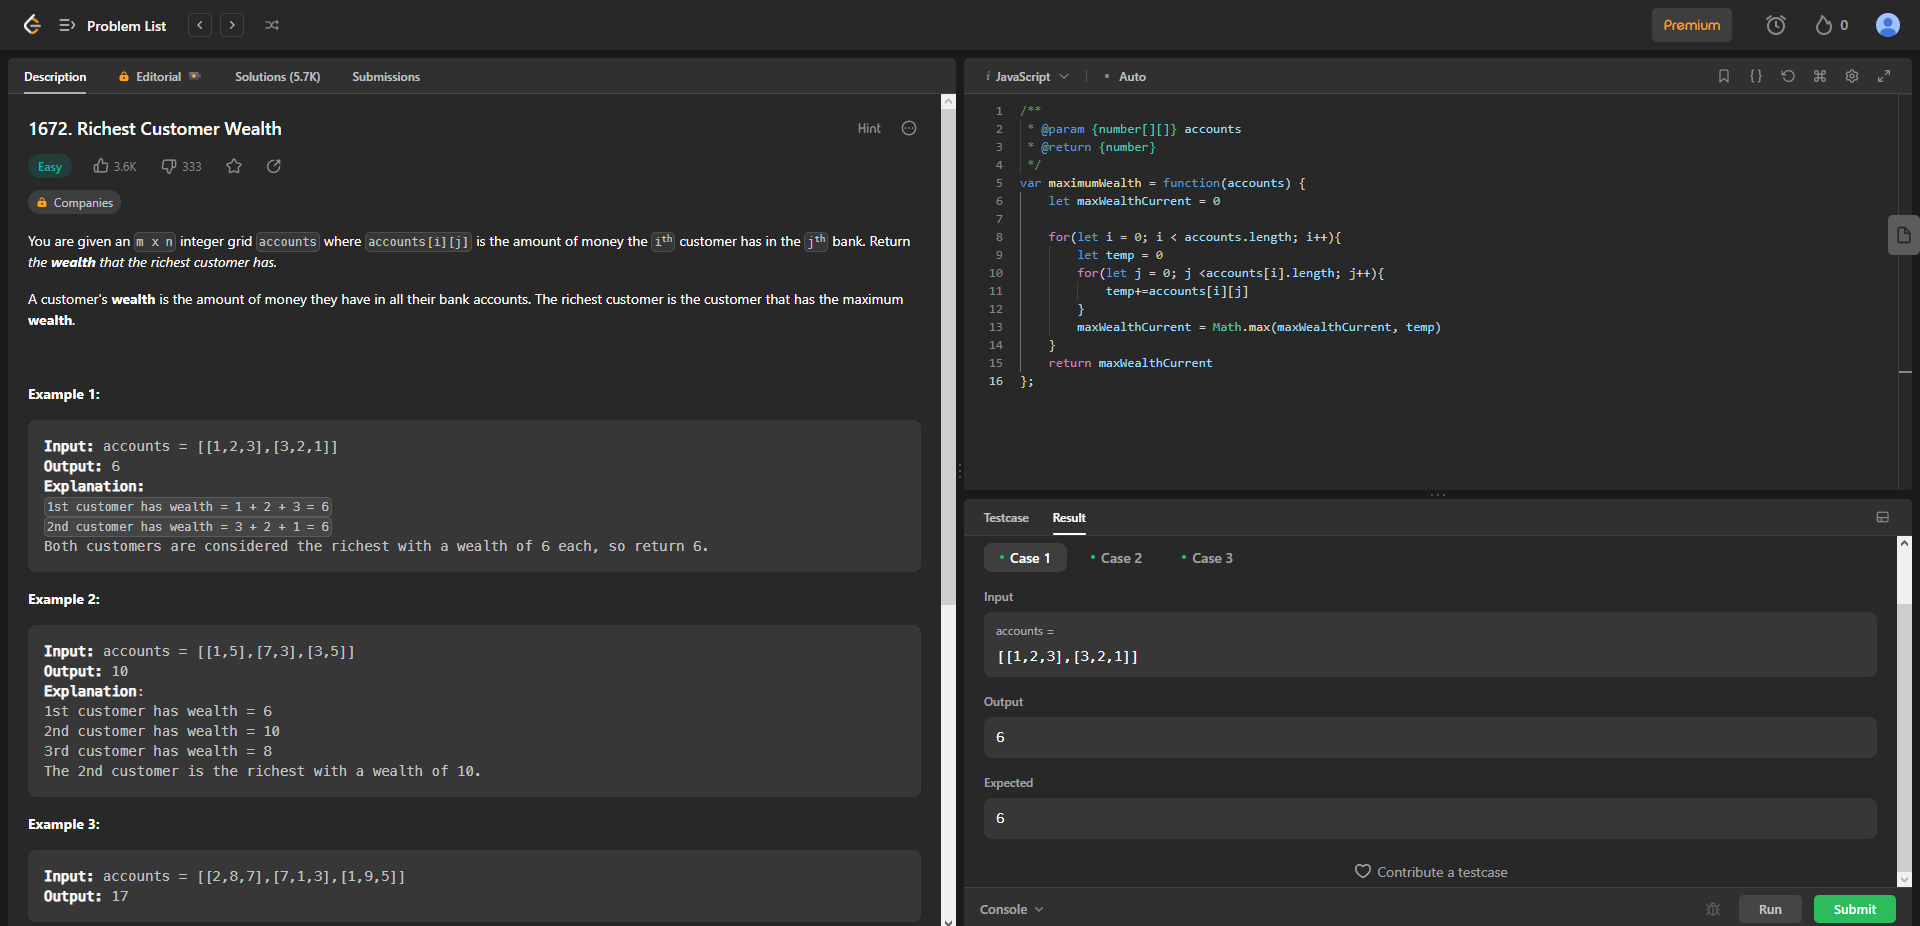 Problem List
Premium
0
Description
Editorial
Solutions (5.7K)
Submissions
1672. Richest Customer Wealth
Hint
Easy
3.6K
333
Companies
You are given an m x n integer grid accounts where accounts[i][j] is the amount of money the ith customer has in the jth bank. Return
the wealth that the richest customer has.
A customer's wealth is the amount of money they have in all their bank accounts. The richest customer is the customer that has the maximum
wealth.
Example 1:
Input: accounts = [[1,2,3],[3,2,1]]
Output: 6
Explanation:
1st customer has wealth = 1 + 2 + 3 = 6
2nd customer has wealth = 3 + 2 + 1 = 6
Both customers are considered the richest with a wealth of 6 each, so return 6.
Example 2:
Input: accounts = [[1,5],[7,3],[3,5]]
Output: 10
Explanation:
1st customer has wealth = 6
2nd customer has wealth = 10
3rd customer has wealth = 8
The 2nd customer is the richest with a wealth of 10.
Example 3:
Input: accounts = [[2,8,7],[7,1,3],[1,9,5]]
Output: 17
i JavaScript
• Auto
1 /**
2 * @param {number[][]} accounts
3 * @return {number}
4 */
5 var maximumWealth = function(accounts) {
6 let maxWealthCurrent = 0
7
8 for(let i = 0; i < accounts.length; i++){
9 let temp = 0
10 for(let j = 0; j <accounts[i].length; j++){
11 temp+=accounts[i][j]
12 }
13 maxWealthCurrent = Math.max(maxWealthCurrent, temp)
14 }
15 return maxWealthCurrent
16 };
Testcase
Result
• Case 1
• Case 2
• Case 3
Input
accounts =
[[1,2,3],[3,2,1]]
Output
6
Expected
6
Contribute a testcase
Console
Run
Submit